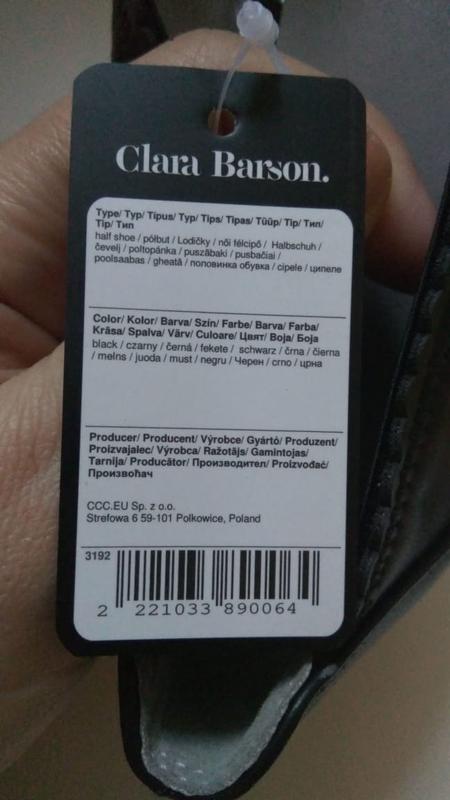 Clara Barson.
Type/ Typ/ Típus/ Typ/ Tips/ Tipas/ Tüüp/ Tip/ Тип/
Tip/ Тип
half shoe / półbut / Lodičky / női félcipő / Halbschuh /
čevelj / poltopánka / puszābaki / pusbačiai /
poolsaabas / gheată / половинка обувка / cipele / ципеле
Color/ Kolor/ Barva/ Szín/ Farbe/ Barva/ Farba/
Krāsa/ Spalva/ Värv/ Culoare/ Цвят/ Boja/ Боја
black / czarny / černá / fekete / schwarz / črna / čierna
/ melns / juoda / must / negru / Черен / crno / црна
Producer/ Producent/ Výrobce/ Gyártó/ Produzent/
Proizvajalec/ Výrobca/ Ražotājs/ Gamintojas/
Tarnija/ Producător/ Производител/ Proizvođač/
Произвођач
CCC.EU Sp. z o.o.
Strefowa 6 59-101 Polkowice, Poland
3192
2 221033 890064